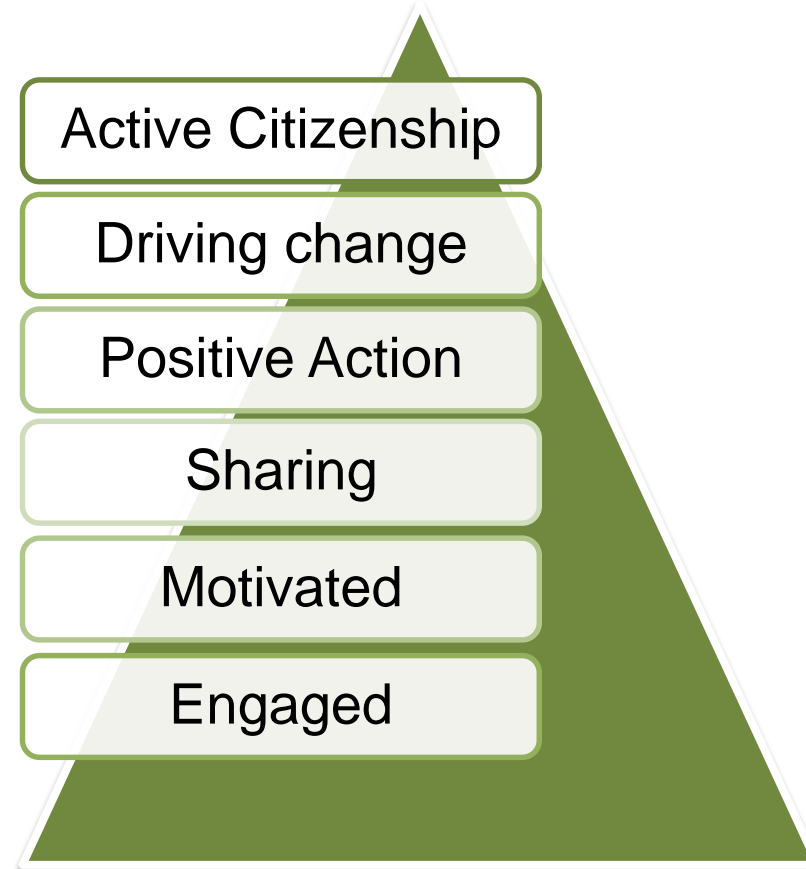 Active Citizenship
Driving change
Positive Action
Sharing
Motivated
Engaged